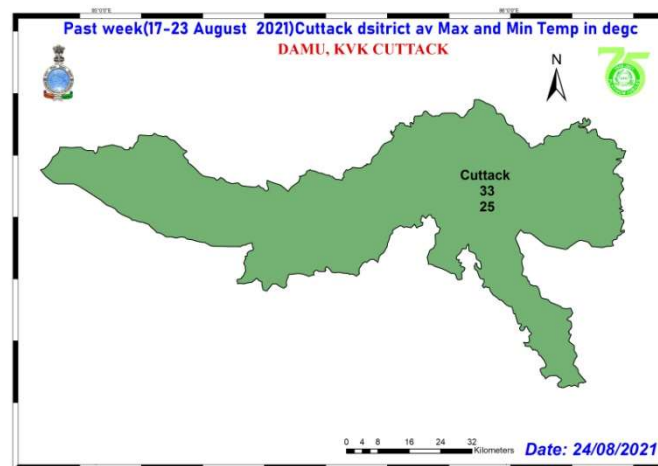 Past week(17-23 August 2021)Cuttack dsitrict av Max and Min Temp in degc
DAMU, KVK CUTTACK
N
75
Cuttack
33
25
0 4 8 16 24 32
Kilometers
Date: 24/08/2021